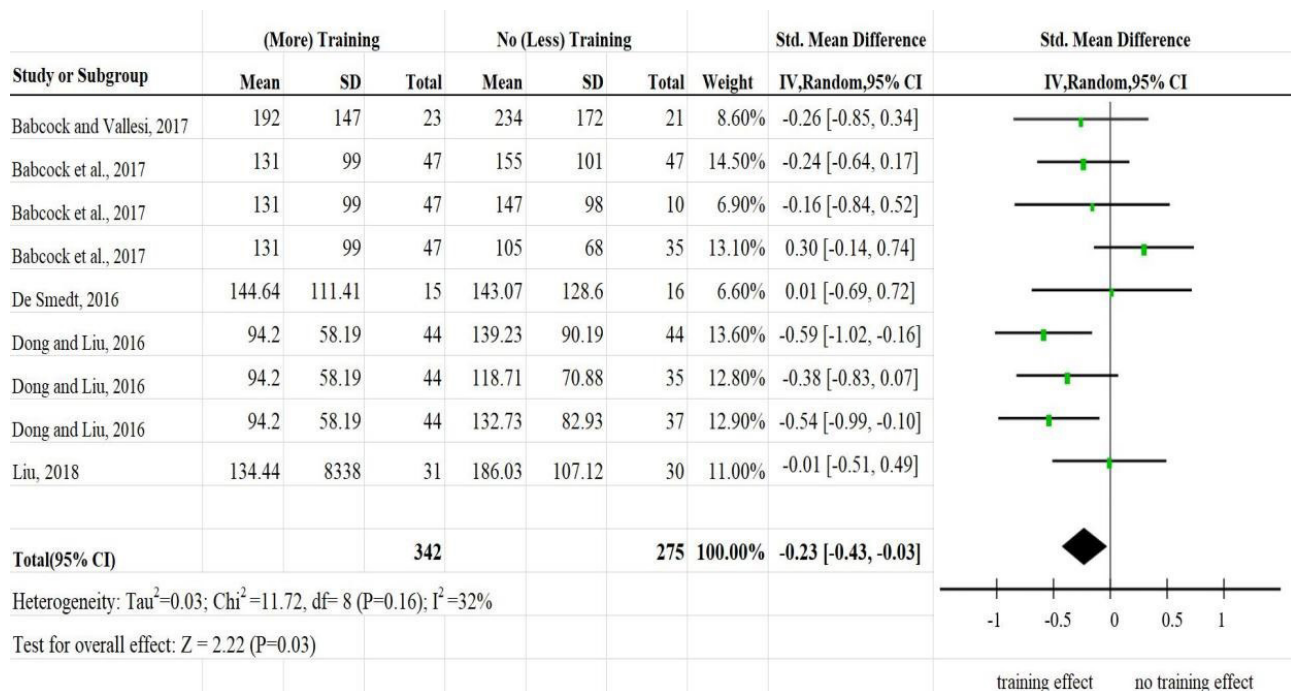 (More) Training No (Less) Training Std. Mean Difference Std. Mean Difference
Study or Subgroup Mean SD Total Mean SD Total Weight IV,Random,95% CI IV,Random,95% CI
Babcock and Vallesi, 2017 192 147 23 234 172 21 8.60% -0.26 [-0.85, 0.34]
Babcock et al., 2017 131 99 47 155 101 47 14.50% -0.24 [-0.64, 0.17]
Babcock et al., 2017 131 99 47 147 98 10 6.90% -0.16 [-0.84, 0.52]
Babcock et al., 2017 131 99 47 105 68 35 13.10% 0.30 [-0.14, 0.74]
De Smedt, 2016 144.64 111.41 15 143.07 128.6 16 6.60% 0.01 [-0.69, 0.72]
Dong and Liu, 2016 94.2 58.19 44 139.23 90.19 44 13.60% -0.59 [-1.02, -0.16]
Dong and Liu, 2016 94.2 58.19 44 118.71 70.88 35 12.80% -0.38 [-0.83, 0.07]
Dong and Liu, 2016 94.2 58.19 44 132.73 82.93 37 12.90% -0.54 [-0.99, -0.10]
Liu, 2018 134.44 8338 31 186.03 107.12 30 11.00% -0.01 [-0.51, 0.49]
Total(95% CI) 342 275 100.00% -0.23 [-0.43, -0.03]
Heterogeneity: Tau²=0.03; Chi²=11.72, df= 8 (P=0.16); I²=32%
Test for overall effect: Z = 2.22 (P=0.03)
-1 -0.5 0 0.5 1
training effect no training effect